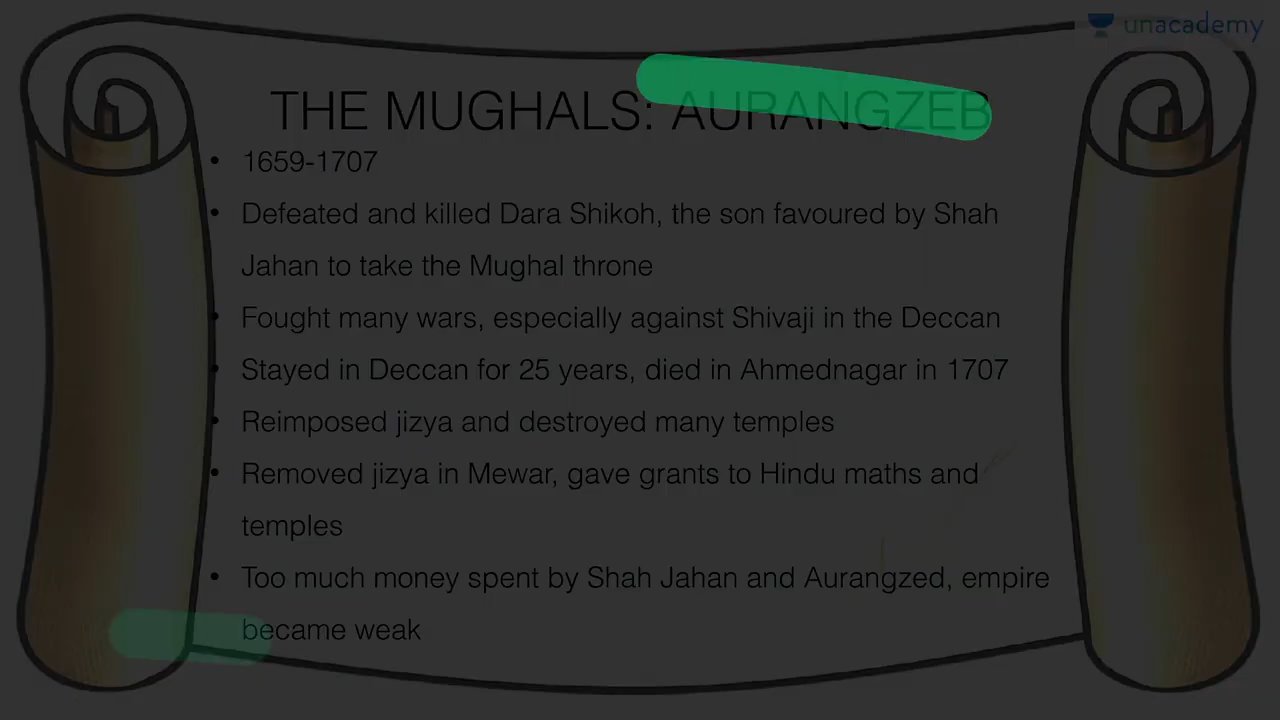 unacademy
THE MUGHALS: AURANGZEB
• 1659-1707
• Defeated and killed Dara Shikoh, the son favoured by Shah
Jahan to take the Mughal throne
• Fought many wars, especially against Shivaji in the Deccan
• Stayed in Deccan for 25 years, died in Ahmednagar in 1707
• Reimposed jizya and destroyed many temples
• Removed jizya in Mewar, gave grants to Hindu maths and
temples
• Too much money spent by Shah Jahan and Aurangzed, empire
became weak